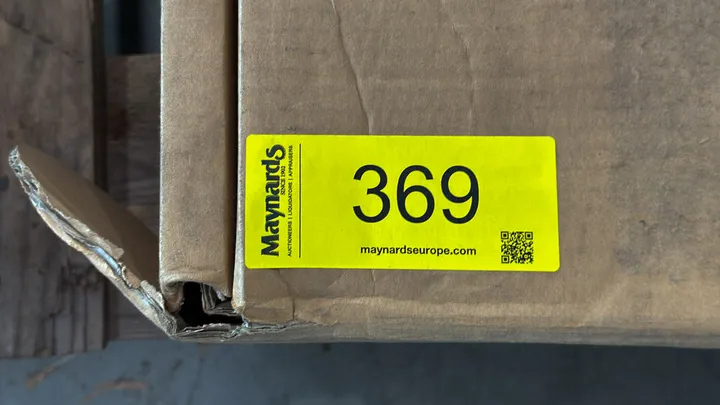 Maynards
SINCE 1902
AUCTIONEERS | LIQUIDATORS | APPRAISERS
369
maynardseurope.com